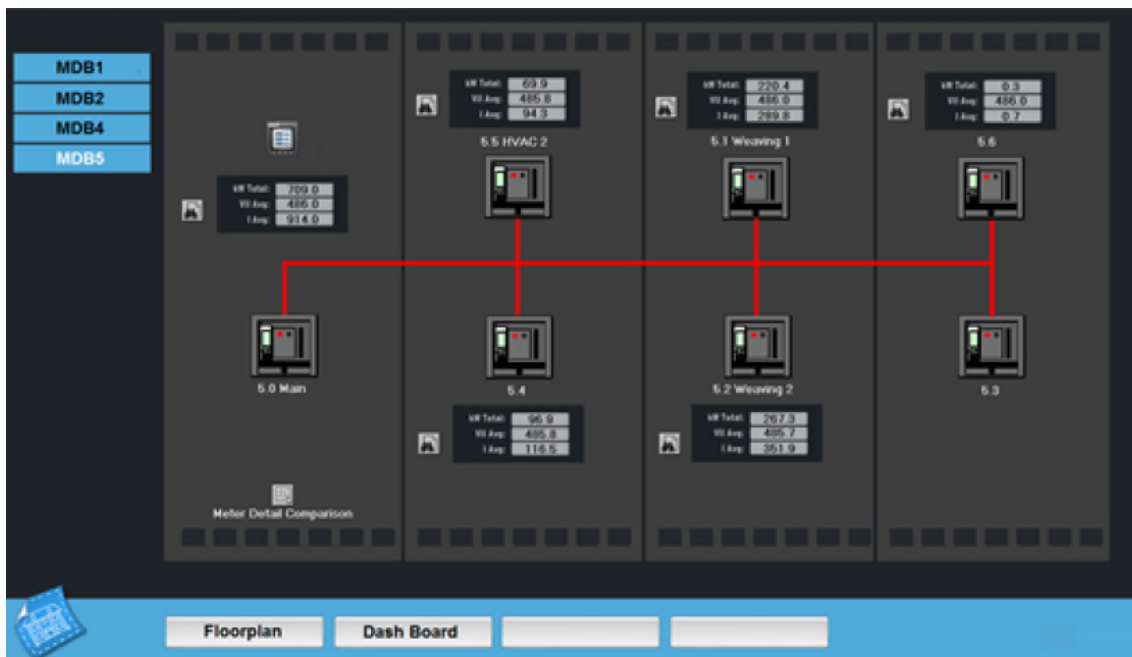 MDB1
MDB2
MDB4
MDB5
kW Total: 709.0
Vll Avg: 486.0
I Avg: 914.0
5.0 Main
Meter Detail Comparison
kW Total: 69.9
Vll Avg: 485.8
I Avg: 94.3
5.5 HVAC 2
5.4
kW Total: 96.9
Vll Avg: 485.8
I Avg: 116.5
kW Total: 220.4
Vll Avg: 486.0
I Avg: 289.8
5.1 Weaving 1
5.2 Weaving 2
kW Total: 267.3
Vll Avg: 485.7
I Avg: 351.9
kW Total: 0.3
Vll Avg: 486.0
I Avg: 0.7
5.6
5.3
Floorplan
Dash Board